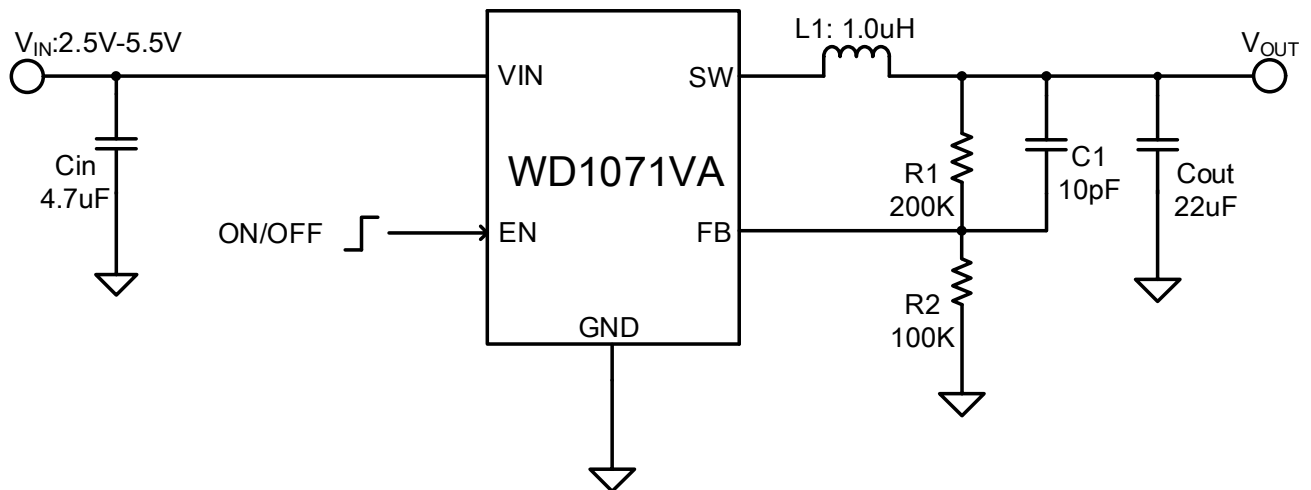 V_IN:2.5V-5.5V
L1: 1.0uH
V_OUT
VIN
SW
Cin
4.7uF
WD1071VA
R1
200K
C1
10pF
Cout
22uF
ON/OFF
EN
FB
GND
R2
100K